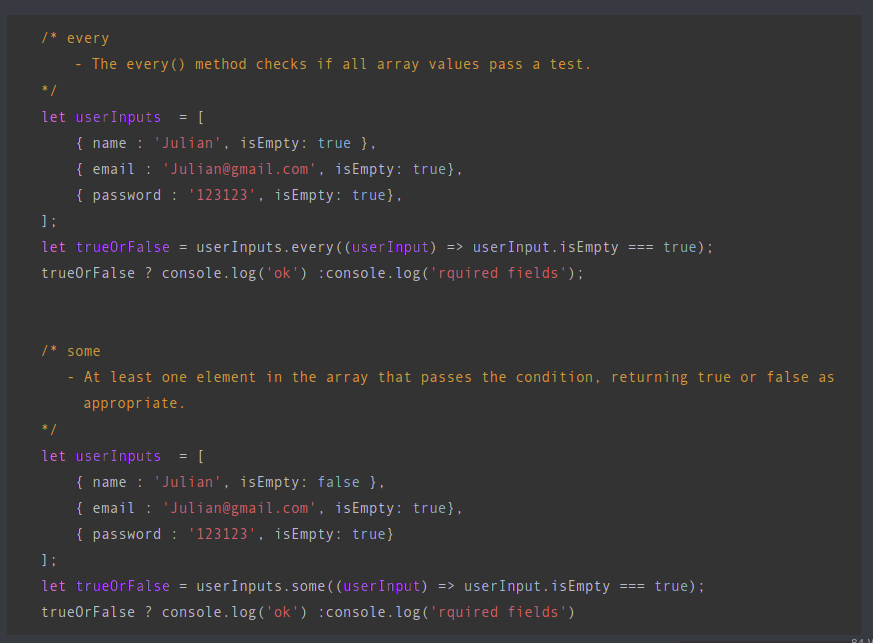 /* every
- The every() method checks if all array values pass a test.
*/
let userInputs = [
{ name : 'Julian', isEmpty: true },
{ email : 'Julian@gmail.com', isEmpty: true},
{ password : '123123', isEmpty: true},
];
let trueOrFalse = userInputs.every((userInput) => userInput.isEmpty === true);
trueOrFalse ? console.log('ok') :console.log('rquired fields');
/* some
- At least one element in the array that passes the condition, returning true or false as
appropriate.
*/
let userInputs = [
{ name : 'Julian', isEmpty: false },
{ email : 'Julian@gmail.com', isEmpty: true},
{ password : '123123', isEmpty: true}
];
let trueOrFalse = userInputs.some((userInput) => userInput.isEmpty === true);
trueOrFalse ? console.log('ok') :console.log('rquired fields')